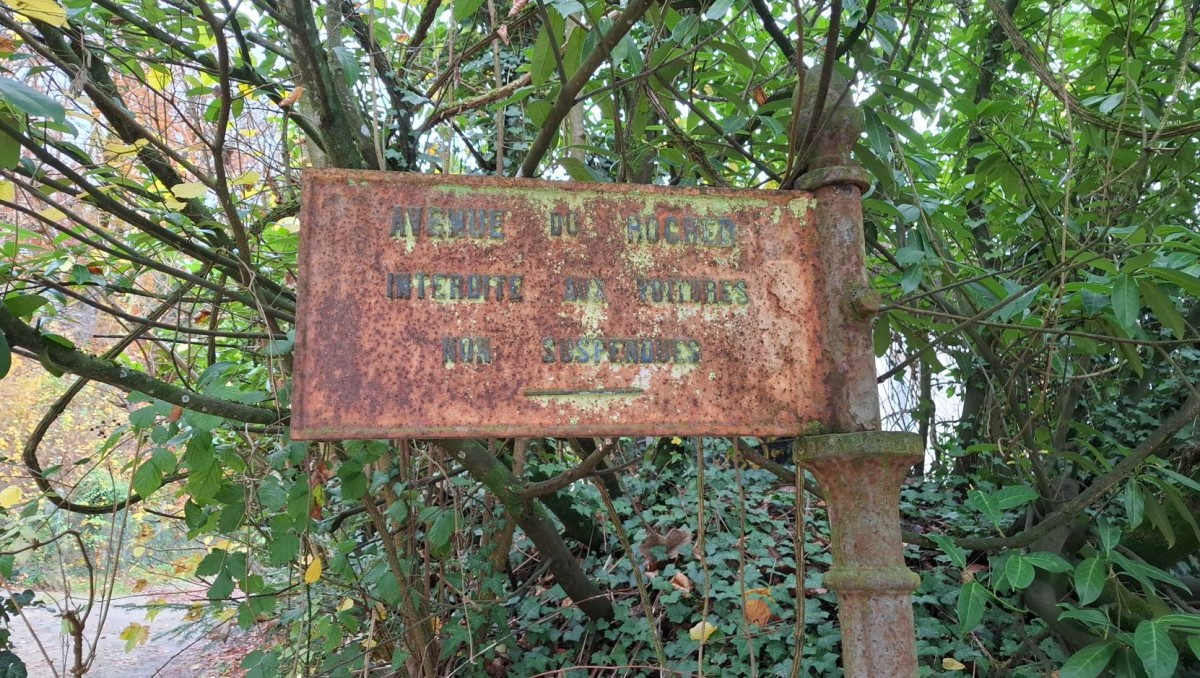 AVENUE DU ROCHER
INTERDITE AUX VOITURES
NON SUSPENDUES